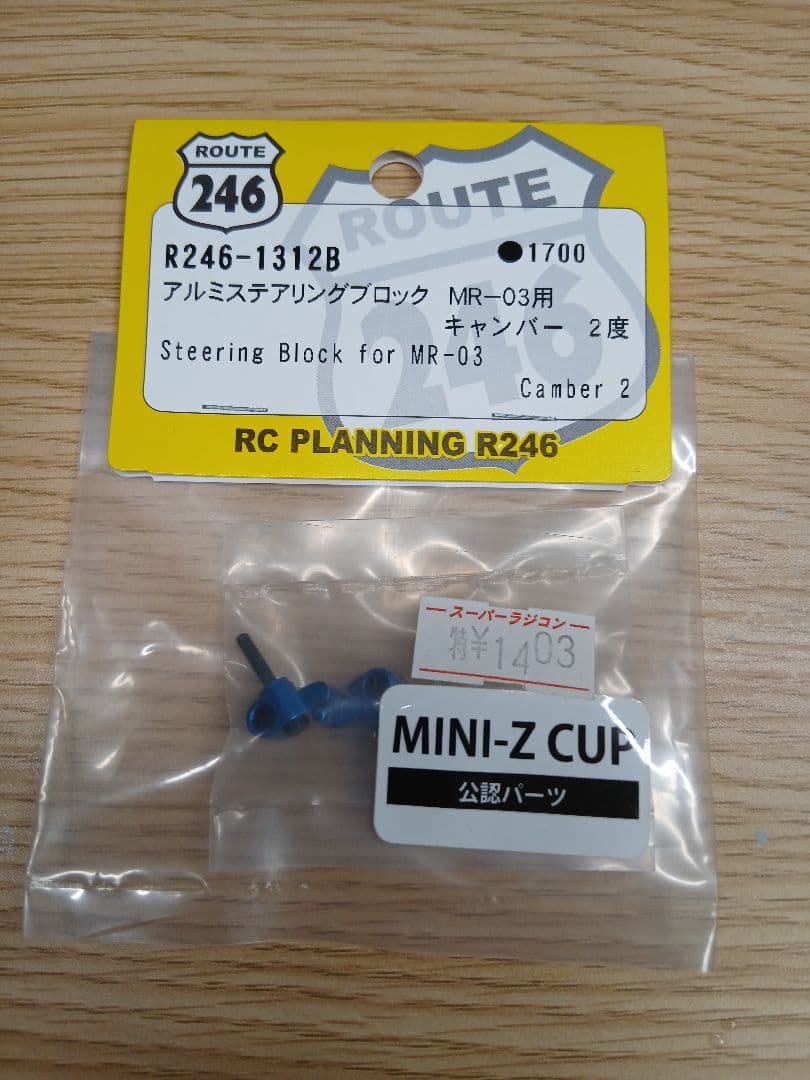 ROUTE
246
ROUTE
246
R246-1312B ●1700
アルミステアリングブロック MR-03用
キャンバー 2度
Steering Block for MR-03
Camber 2
RC PLANNING R246
スーパーラジコン
特¥1403
MINI-Z CUP
公認パーツ